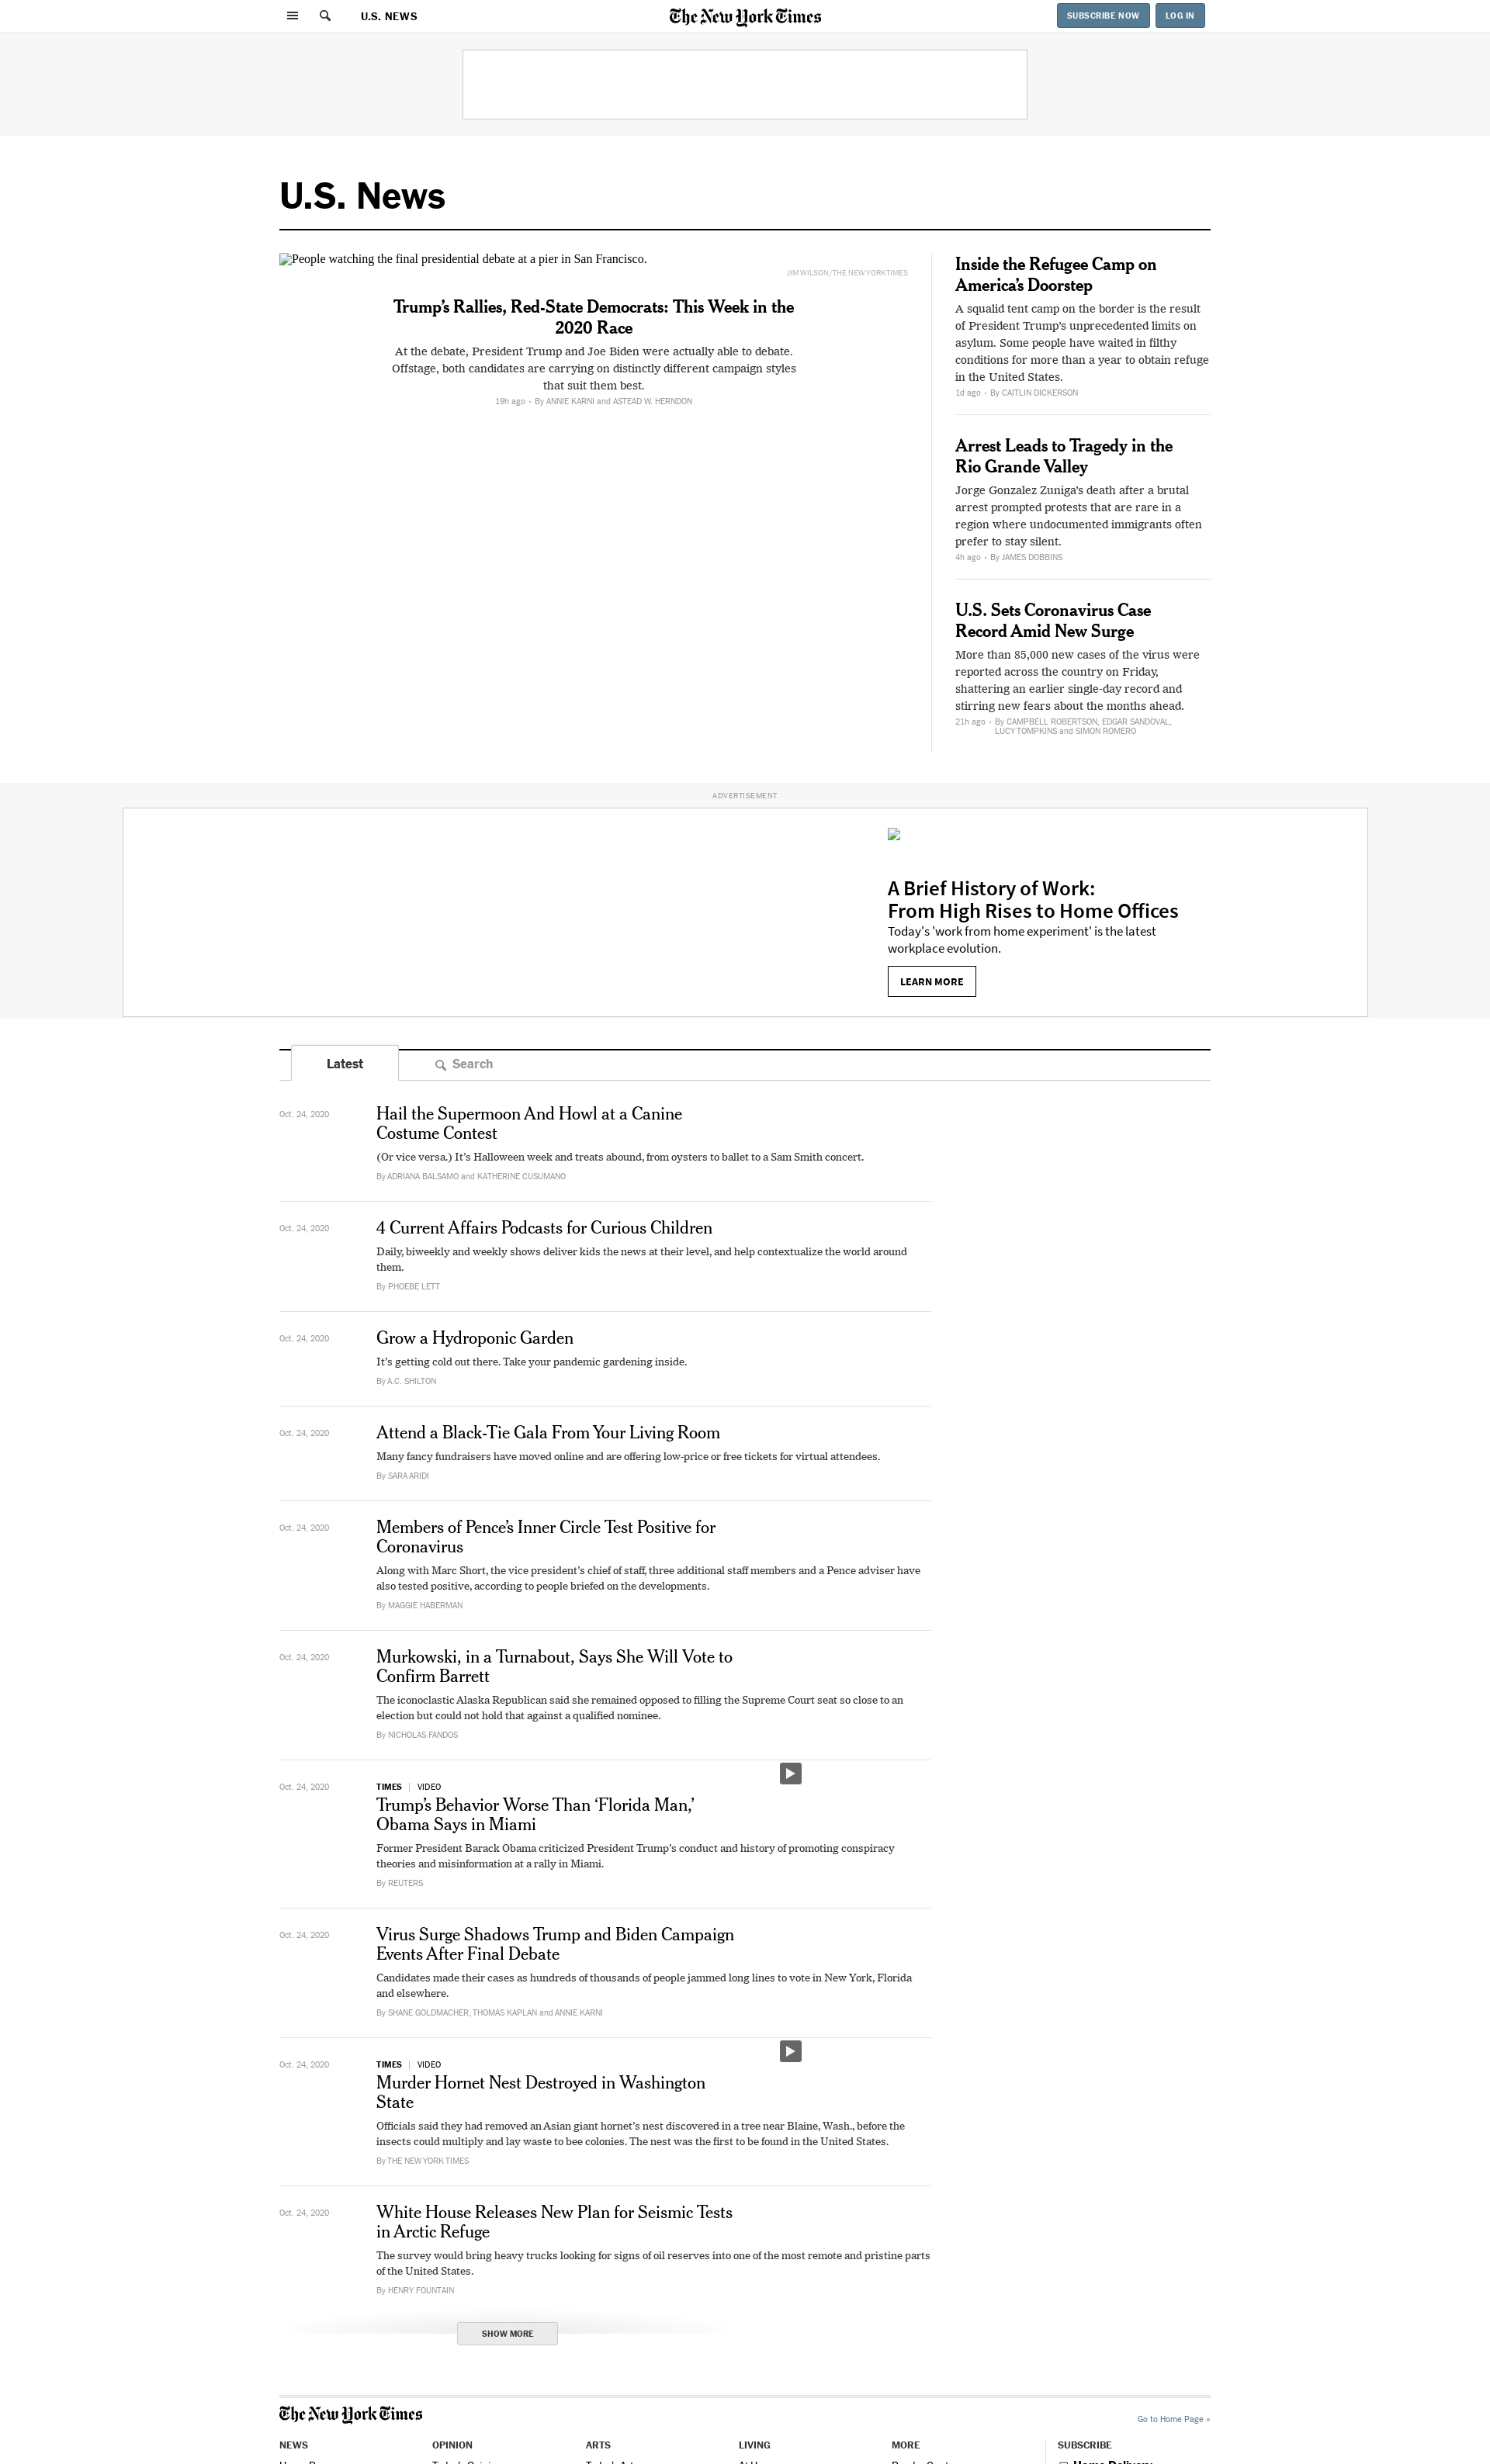 U.S. NEWS
The New York Times
SUBSCRIBE NOW
LOG IN
U.S. News
People watching the final presidential debate at a pier in San Francisco.
JIM WILSON/THE NEW YORK TIMES
Trump’s Rallies, Red-State Democrats: This Week in the
2020 Race
At the debate, President Trump and Joe Biden were actually able to debate.
Offstage, both candidates are carrying on distinctly different campaign styles
that suit them best.
19h ago • By ANNIE KARNI and ASTEAD W. HERNDON
Inside the Refugee Camp on
America’s Doorstep
A squalid tent camp on the border is the result
of President Trump’s unprecedented limits on
asylum. Some people have waited in filthy
conditions for more than a year to obtain refuge
in the United States.
1d ago • By CAITLIN DICKERSON
Arrest Leads to Tragedy in the
Rio Grande Valley
Jorge Gonzalez Zuniga’s death after a brutal
arrest prompted protests that are rare in a
region where undocumented immigrants often
prefer to stay silent.
4h ago • By JAMES DOBBINS
U.S. Sets Coronavirus Case
Record Amid New Surge
More than 85,000 new cases of the virus were
reported across the country on Friday,
shattering an earlier single-day record and
stirring new fears about the months ahead.
21h ago • By CAMPBELL ROBERTSON, EDGAR SANDOVAL,
LUCY TOMPKINS and SIMON ROMERO
ADVERTISEMENT
A Brief History of Work:
From High Rises to Home Offices
Today's 'work from home experiment' is the latest
workplace evolution.
LEARN MORE
Latest
Search
Oct. 24, 2020
Hail the Supermoon And Howl at a Canine
Costume Contest
(Or vice versa.) It’s Halloween week and treats abound, from oysters to ballet to a Sam Smith concert.
By ADRIANA BALSAMO and KATHERINE CUSUMANO
Oct. 24, 2020
4 Current Affairs Podcasts for Curious Children
Daily, biweekly and weekly shows deliver kids the news at their level, and help contextualize the world around
them.
By PHOEBE LETT
Oct. 24, 2020
Grow a Hydroponic Garden
It’s getting cold out there. Take your pandemic gardening inside.
By A.C. SHILTON
Oct. 24, 2020
Attend a Black-Tie Gala From Your Living Room
Many fancy fundraisers have moved online and are offering low-price or free tickets for virtual attendees.
By SARA ARIDI
Oct. 24, 2020
Members of Pence’s Inner Circle Test Positive for
Coronavirus
Along with Marc Short, the vice president’s chief of staff, three additional staff members and a Pence adviser have
also tested positive, according to people briefed on the developments.
By MAGGIE HABERMAN
Oct. 24, 2020
Murkowski, in a Turnabout, Says She Will Vote to
Confirm Barrett
The iconoclastic Alaska Republican said she remained opposed to filling the Supreme Court seat so close to an
election but could not hold that against a qualified nominee.
By NICHOLAS FANDOS
Oct. 24, 2020
TIMES | VIDEO
Trump’s Behavior Worse Than ‘Florida Man,’
Obama Says in Miami
Former President Barack Obama criticized President Trump’s conduct and history of promoting conspiracy
theories and misinformation at a rally in Miami.
By REUTERS
Oct. 24, 2020
Virus Surge Shadows Trump and Biden Campaign
Events After Final Debate
Candidates made their cases as hundreds of thousands of people jammed long lines to vote in New York, Florida
and elsewhere.
By SHANE GOLDMACHER, THOMAS KAPLAN and ANNIE KARNI
Oct. 24, 2020
TIMES | VIDEO
Murder Hornet Nest Destroyed in Washington
State
Officials said they had removed an Asian giant hornet’s nest discovered in a tree near Blaine, Wash., before the
insects could multiply and lay waste to bee colonies. The nest was the first to be found in the United States.
By THE NEW YORK TIMES
Oct. 24, 2020
White House Releases New Plan for Seismic Tests
in Arctic Refuge
The survey would bring heavy trucks looking for signs of oil reserves into one of the most remote and pristine parts
of the United States.
By HENRY FOUNTAIN
SHOW MORE
The New York Times
Go to Home Page »
NEWS
OPINION
ARTS
LIVING
MORE
SUBSCRIBE